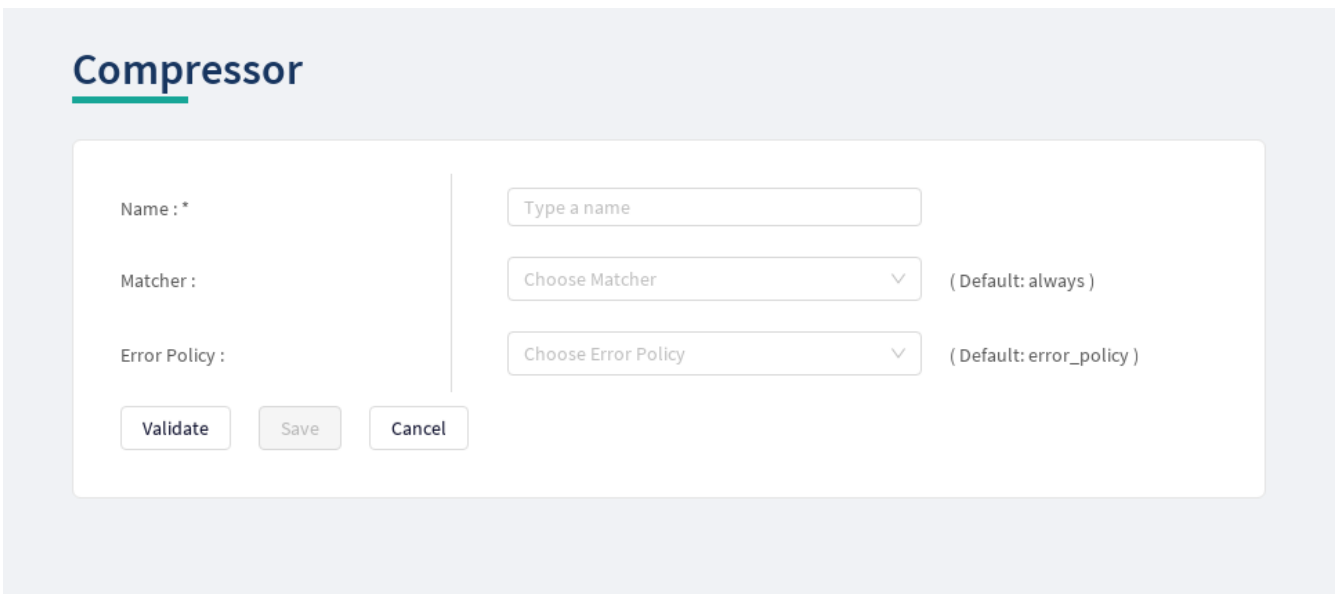 Compressor
Name : * Type a name
Matcher : Choose Matcher ( Default: always )
Error Policy : Choose Error Policy ( Default: error_policy )
Validate Save Cancel